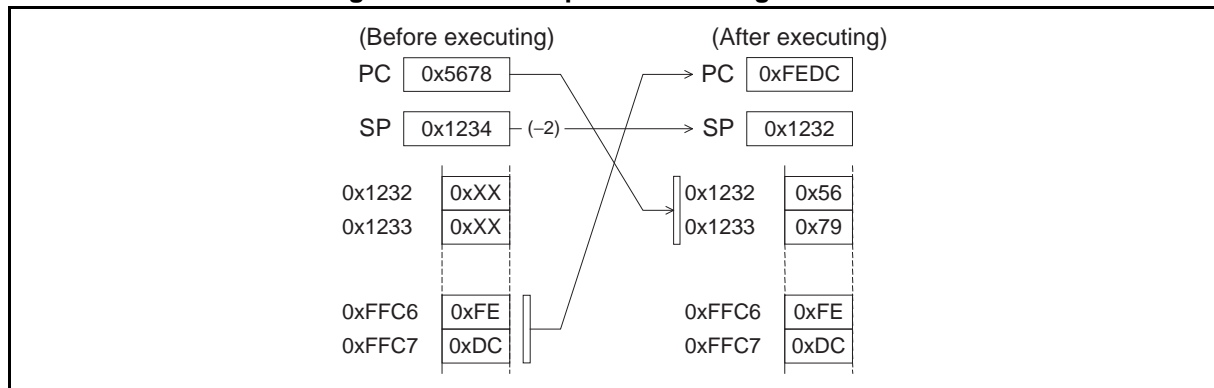 (Before executing) (After executing)
PC 0x5678 PC 0xFEDC
SP 0x1234 (−2) SP 0x1232
0x1232 0xXX 0x1232 0x56
0x1233 0xXX 0x1233 0x79
0xFFC6 0xFE 0xFFC6 0xFE
0xFFC7 0xDC 0xFFC7 0xDC